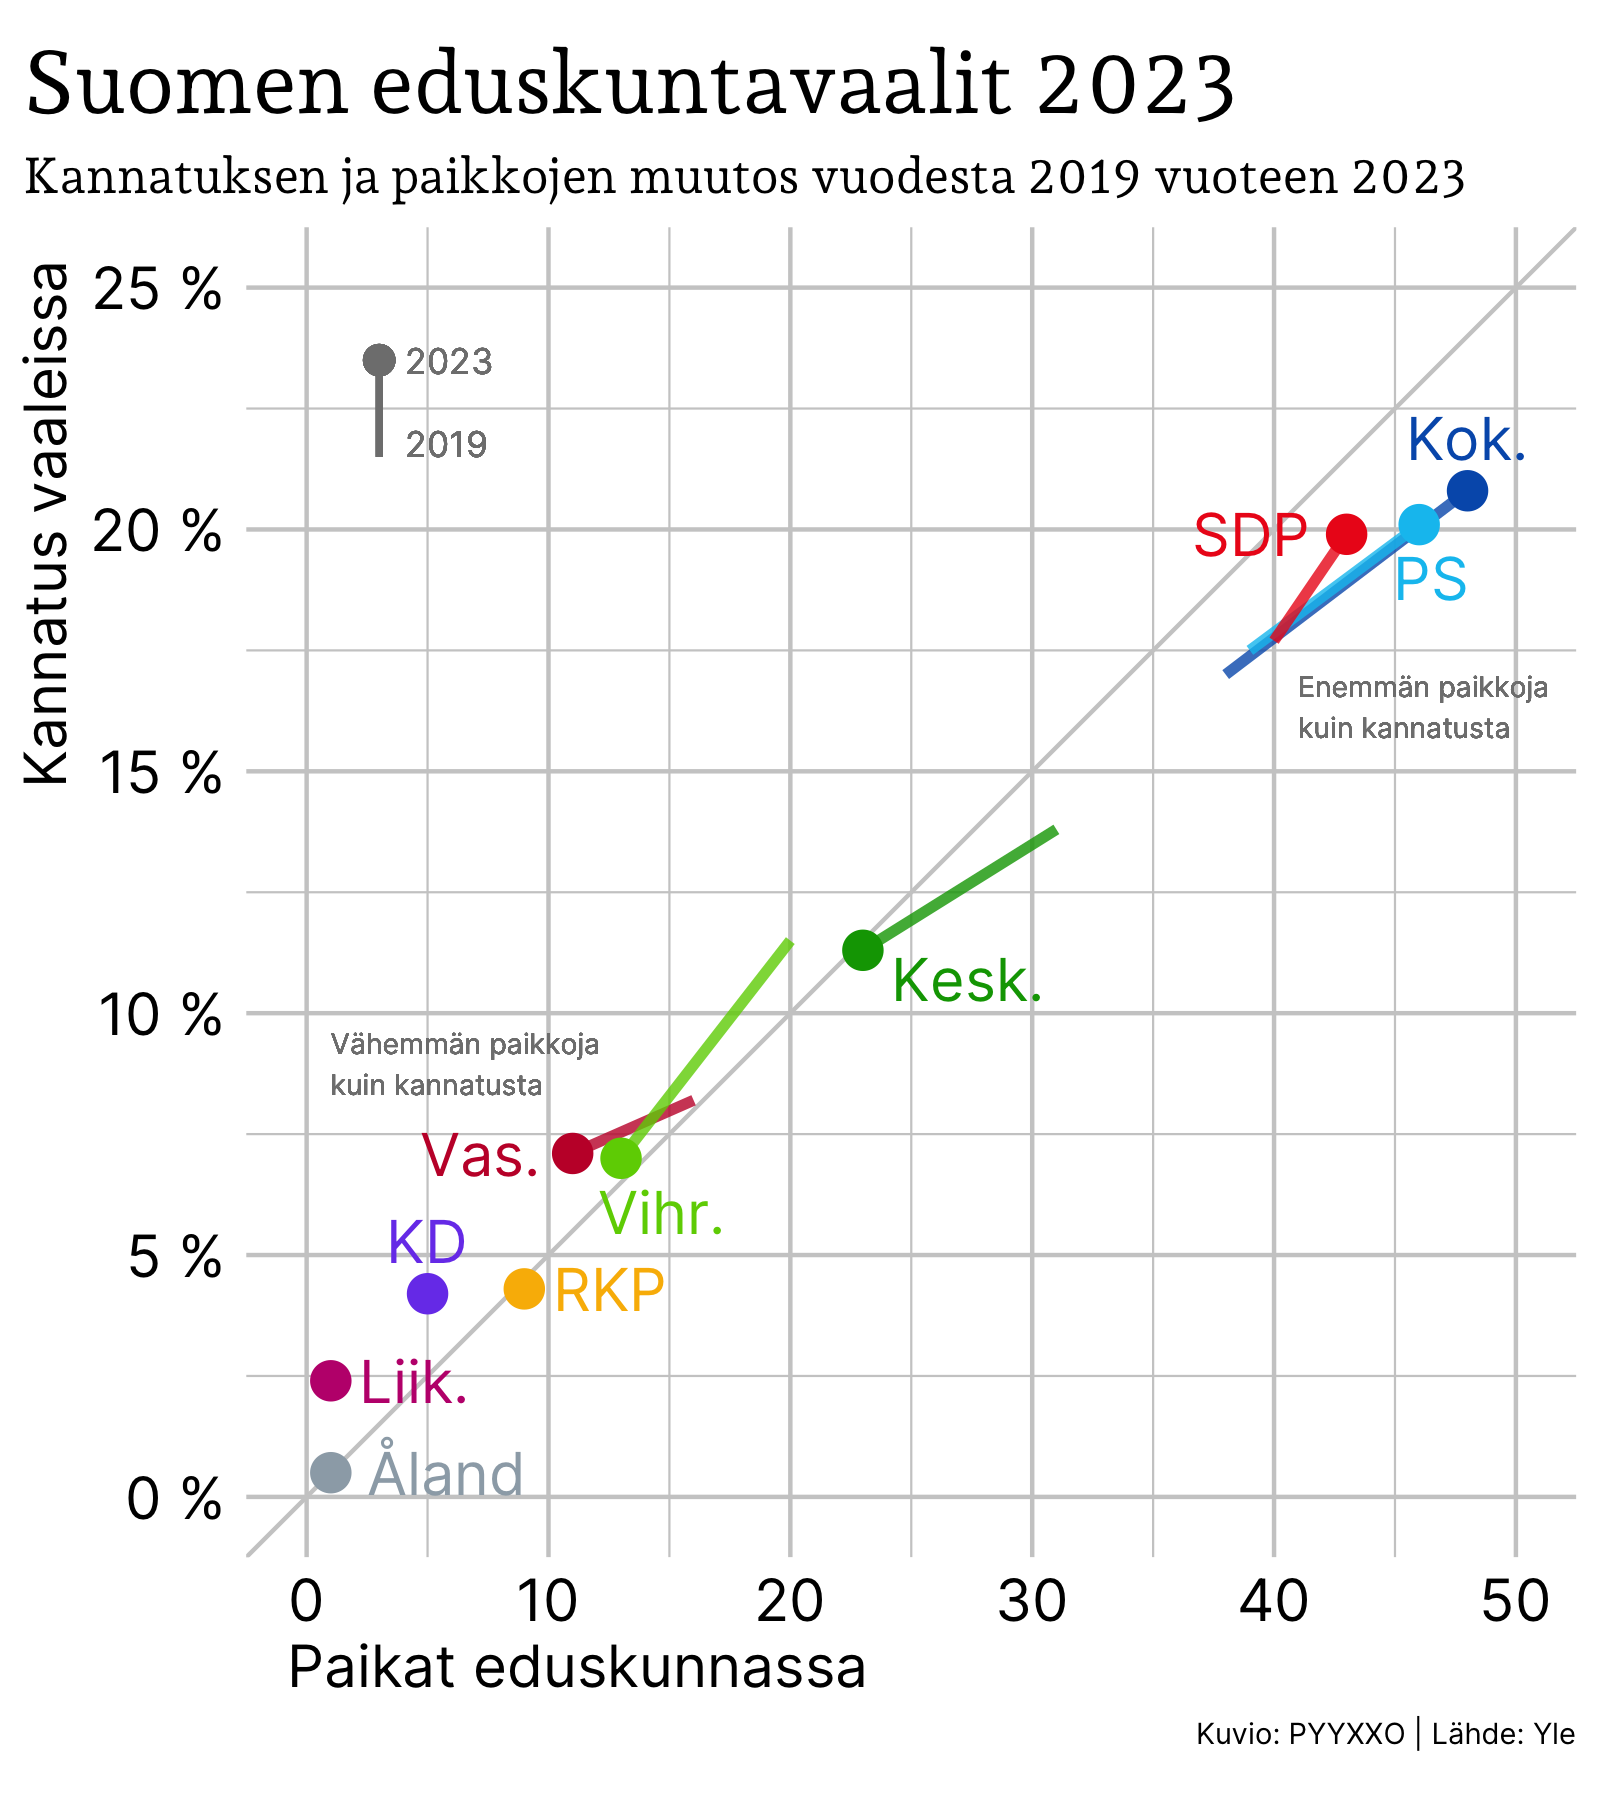 Suomen eduskuntavaalit 2023
Kannatuksen ja paikkojen muutos vuodesta 2019 vuoteen 2023
Kannatus vaaleissa
25 %
20 %
15 %
10 %
5 %
0 %
2023
2019
Kok.
SDP
PS
Enemmän paikkoja
kuin kannatusta
Kesk.
Vähemmän paikkoja
kuin kannatusta
Vas.
Vihr.
KD
RKP
Liik.
Åland
0 10 20 30 40 50
Paikat eduskunnassa
Kuvio: PYYXXO | Lähde: Yle